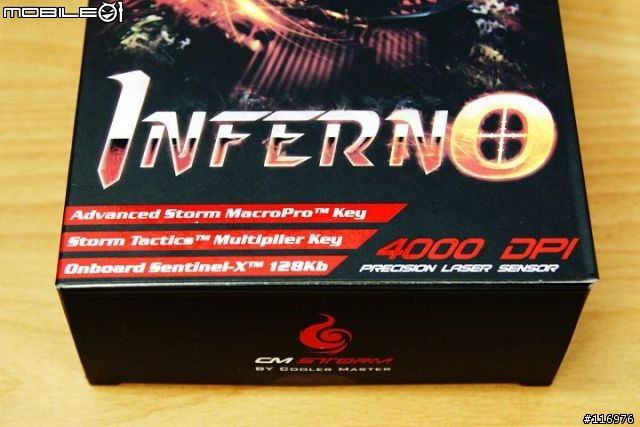 MOBILE01
INFERNO
Advanced Storm MacroPro™ Key
Storm Tactics™ Multiplier Key
Onboard Sentinel-X™ 128Kb
4000 DPI
PRECISION LASER SENSOR
CM STORM
BY COOLER MASTER
#116976